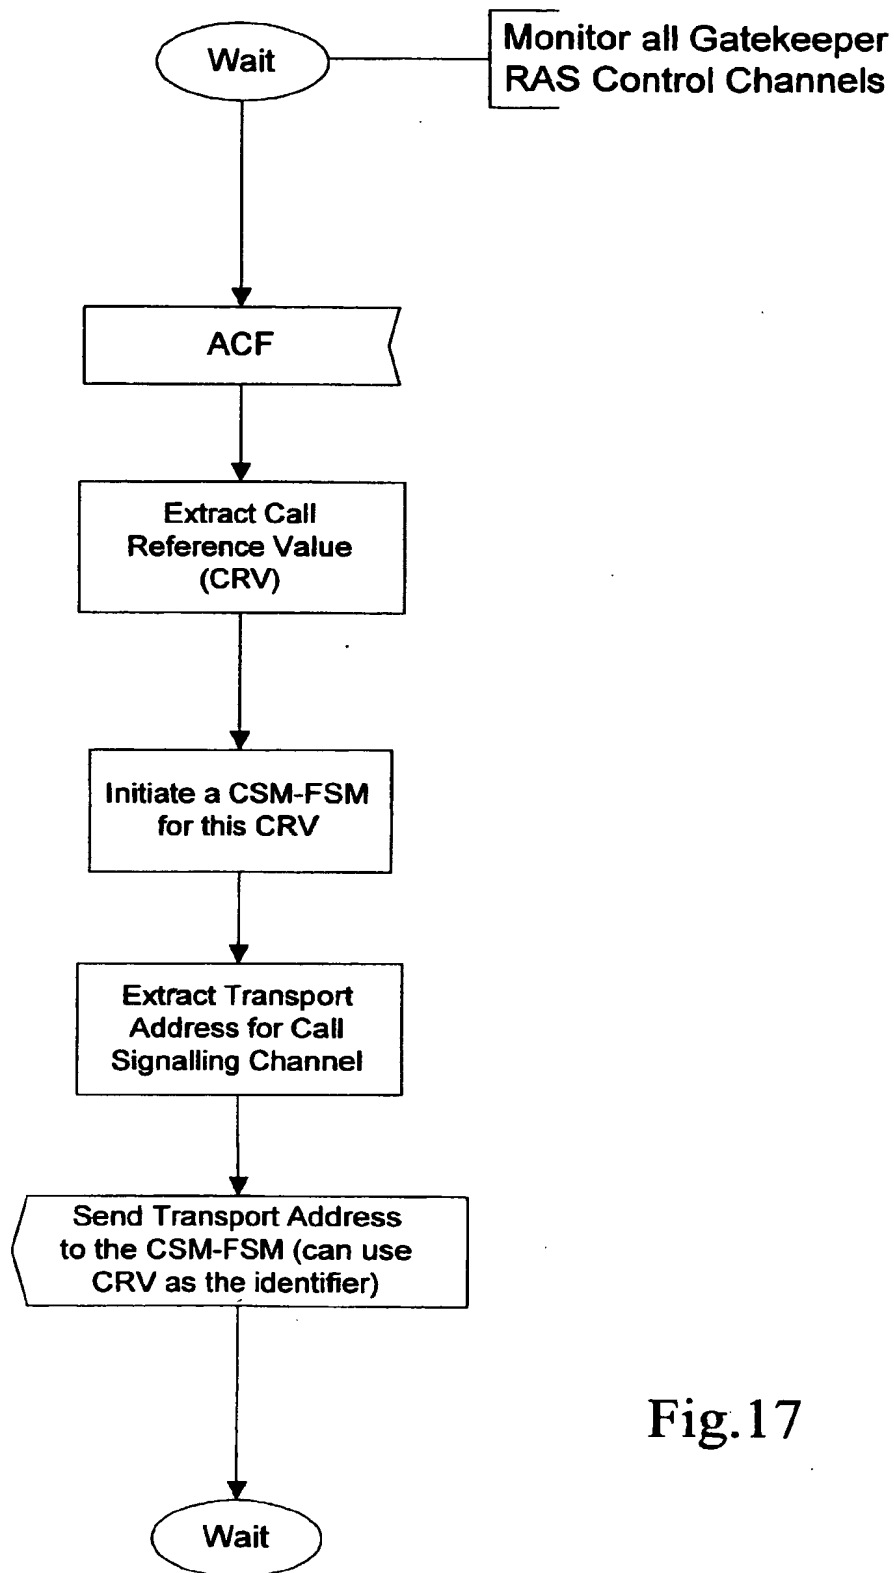 Wait
Monitor all Gatekeeper
RAS Control Channels
ACF
Extract Call
Reference Value
(CRV)
Initiate a CSM-FSM
for this CRV
Extract Transport
Address for Call
Signalling Channel
Send Transport Address
to the CSM-FSM (can use
CRV as the identifier)
Fig.17
Wait